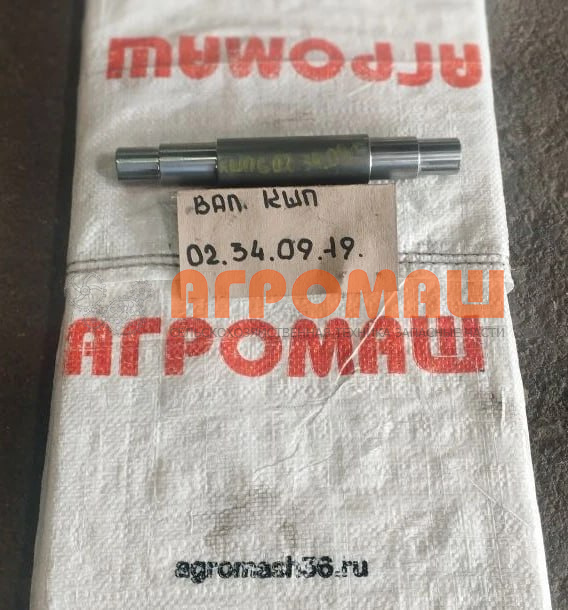 АГРОМАШ
ВАЛ. КШП
02.34.09.19.
АГРОМАШ
АГРОМАШ
agromash36.ru